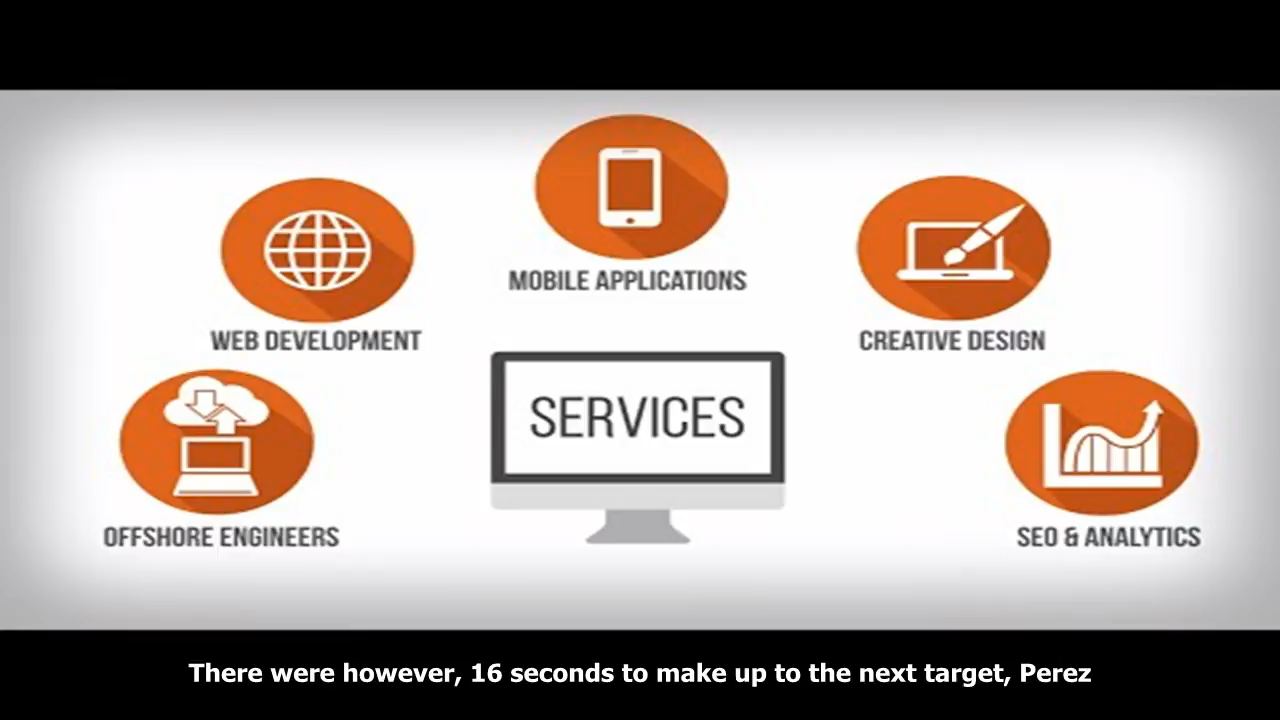 MOBILE APPLICATIONS
WEB DEVELOPMENT
CREATIVE DESIGN
SERVICES
OFFSHORE ENGINEERS
SEO & ANALYTICS
There were however, 16 seconds to make up to the next target, Perez